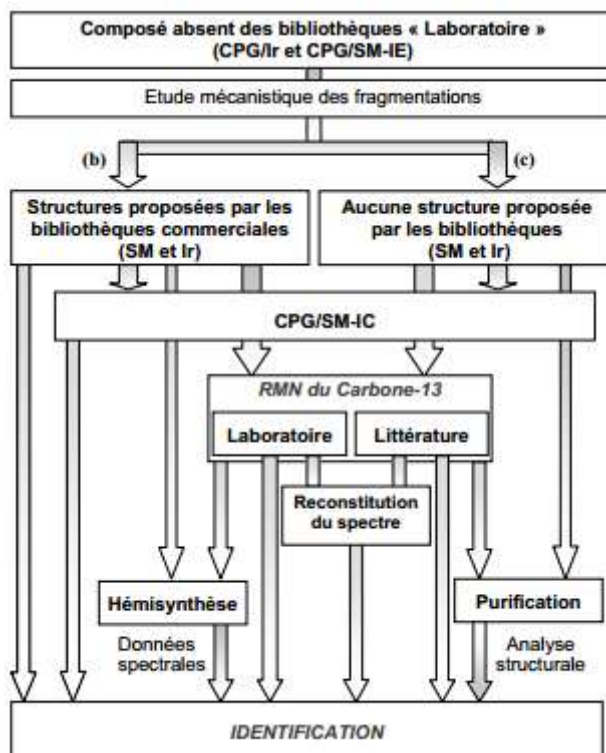 Composé absent des bibliothèques « Laboratoire »
(CPG/Ir et CPG/SM-IE)
Etude mécanistique des fragmentations
(b)
(c)
Structures proposées par les
bibliothèques commerciales
(SM et Ir)
Aucune structure proposée
par les bibliothèques
(SM et Ir)
CPG/SM-IC
RMN du Carbone-13
Laboratoire
Littérature
Reconstitution
du spectre
Hémisynthèse
Purification
Données
spectrales
Analyse
structurale
IDENTIFICATION